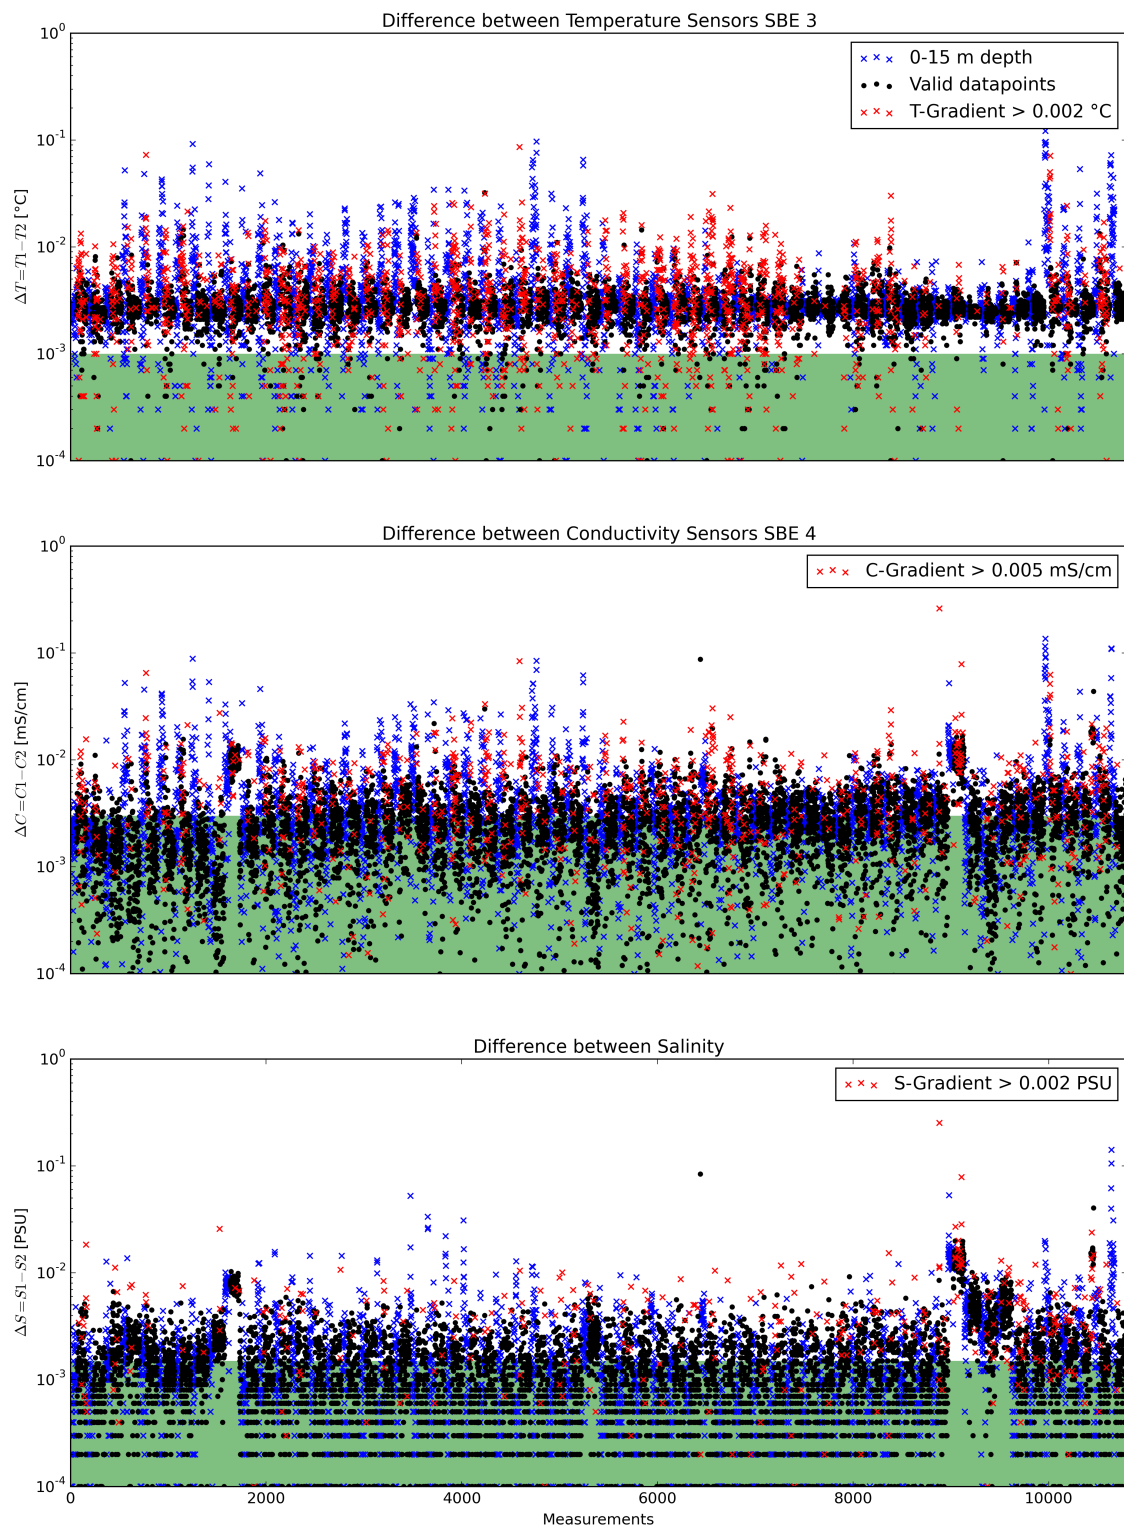 Difference between Temperature Sensors SBE 3
10^0
10^-1
10^-2
10^-3
10^-4
ΔT = T1 − T2 [°C]
0-15 m depth
Valid datapoints
T-Gradient > 0.002 °C
Difference between Conductivity Sensors SBE 4
10^0
10^-1
10^-2
10^-3
10^-4
ΔC = C1 − C2 [mS/cm]
C-Gradient > 0.005 mS/cm
Difference between Salinity
10^0
10^-1
10^-2
10^-3
10^-4
ΔS = S1 − S2 [PSU]
S-Gradient > 0.002 PSU
0 2000 4000 6000 8000 10000
Measurements